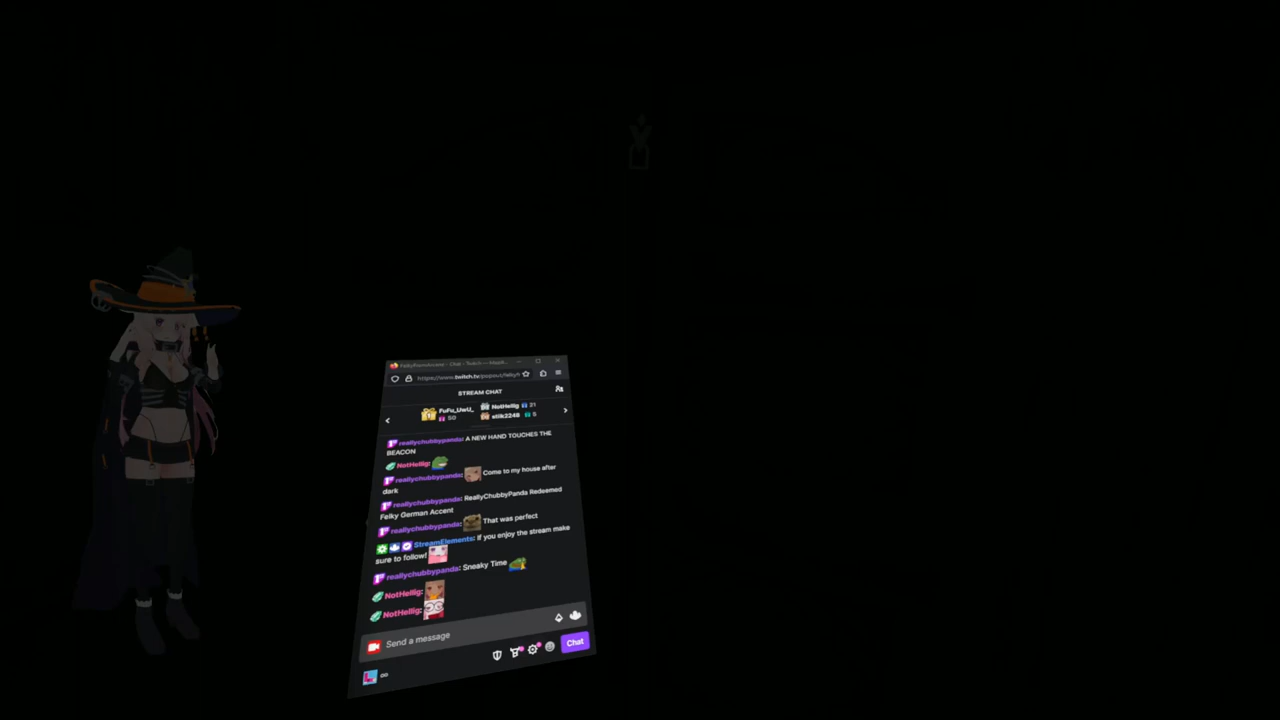 STREAM CHAT
FuFu_UwU_
50
NotHellig 21
stiik2248 5
reallychubbypanda: A NEW HAND TOUCHES THE
BEACON
NotHellig:
reallychubbypanda: Come to my house after
dark
reallychubbypanda: ReallyChubbyPanda Redeemed
Felky German Accent
reallychubbypanda: That was perfect
StreamElements: If you enjoy the stream make
sure to follow!
reallychubbypanda: Sneaky Time
NotHellig:
NotHellig:
Send a message
Chat